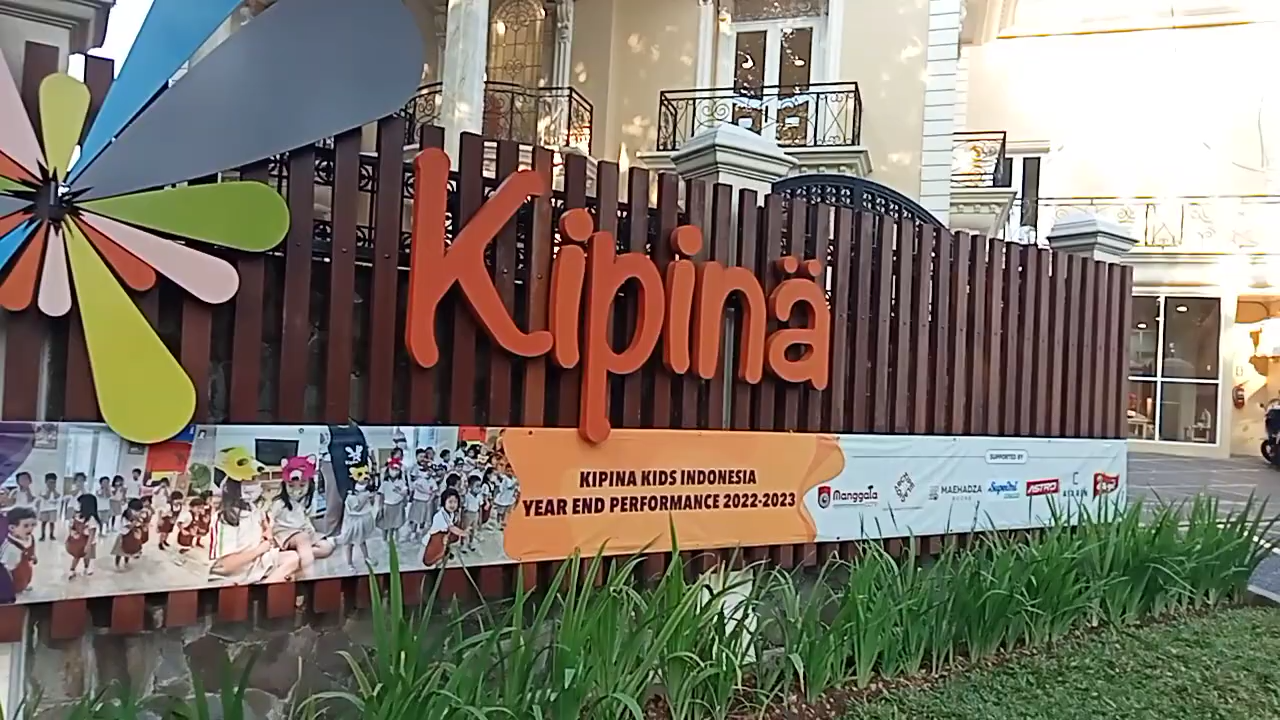 Kipinä
KIPINA KIDS INDONESIA
YEAR END PERFORMANCE 2022-2023
SUPPORTED BY
Manggala
MAEHADZA
Superindo
ASTRO